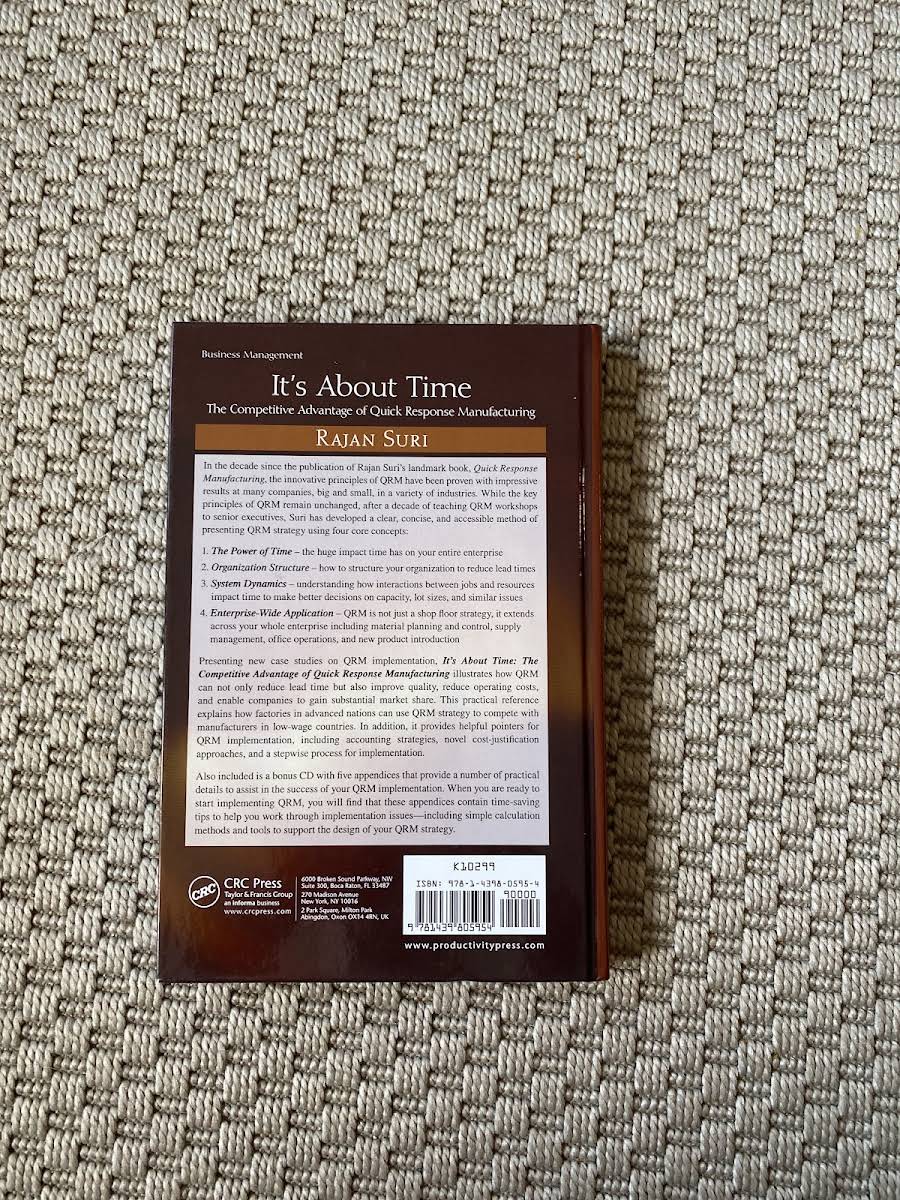 Business Management
It's About Time
The Competitive Advantage of Quick Response Manufacturing
RAJAN SURI
In the decade since the publication of Rajan Suri's landmark book, Quick Response
Manufacturing, the innovative principles of QRM have been proven with impressive
results at many companies, big and small, in a variety of industries. While the key
principles of QRM remain unchanged, after a decade of teaching QRM workshops
to senior executives, Suri has developed a clear, concise, and accessible method of
presenting QRM strategy using four core concepts:
1. The Power of Time – the huge impact time has on your entire enterprise
2. Organization Structure – how to structure your organization to reduce lead times
3. System Dynamics – understanding how interactions between jobs and resources
impact time to make better decisions on capacity, lot sizes, and similar issues
4. Enterprise-Wide Application – QRM is not just a shop floor strategy, it extends
across your whole enterprise including material planning and control, supply
management, office operations, and new product introduction
Presenting new case studies on QRM implementation, It's About Time: The
Competitive Advantage of Quick Response Manufacturing illustrates how QRM
can not only reduce lead time but also improve quality, reduce operating costs,
and enable companies to gain substantial market share. This practical reference
explains how factories in advanced nations can use QRM strategy to compete with
manufacturers in low-wage countries. In addition, it provides helpful pointers for
QRM implementation, including accounting strategies, novel cost-justification
approaches, and a stepwise process for implementation.
Also included is a bonus CD with five appendices that provide a number of practical
details to assist in the success of your QRM implementation. When you are ready to
start implementing QRM, you will find that these appendices contain time-saving
tips to help you work through implementation issues—including simple calculation
methods and tools to support the design of your QRM strategy.
CRC
CRC Press
Taylor & Francis Group
an informa business
www.crcpress.com
6000 Broken Sound Parkway, NW
Suite 300, Boca Raton, FL 33487
270 Madison Avenue
New York, NY 10016
2 Park Square, Milton Park
Abingdon, Oxon OX14 4RN, UK
K10299
ISBN: 978-1-4398-0595-4
90000
9 781439 805954
www.productivitypress.com